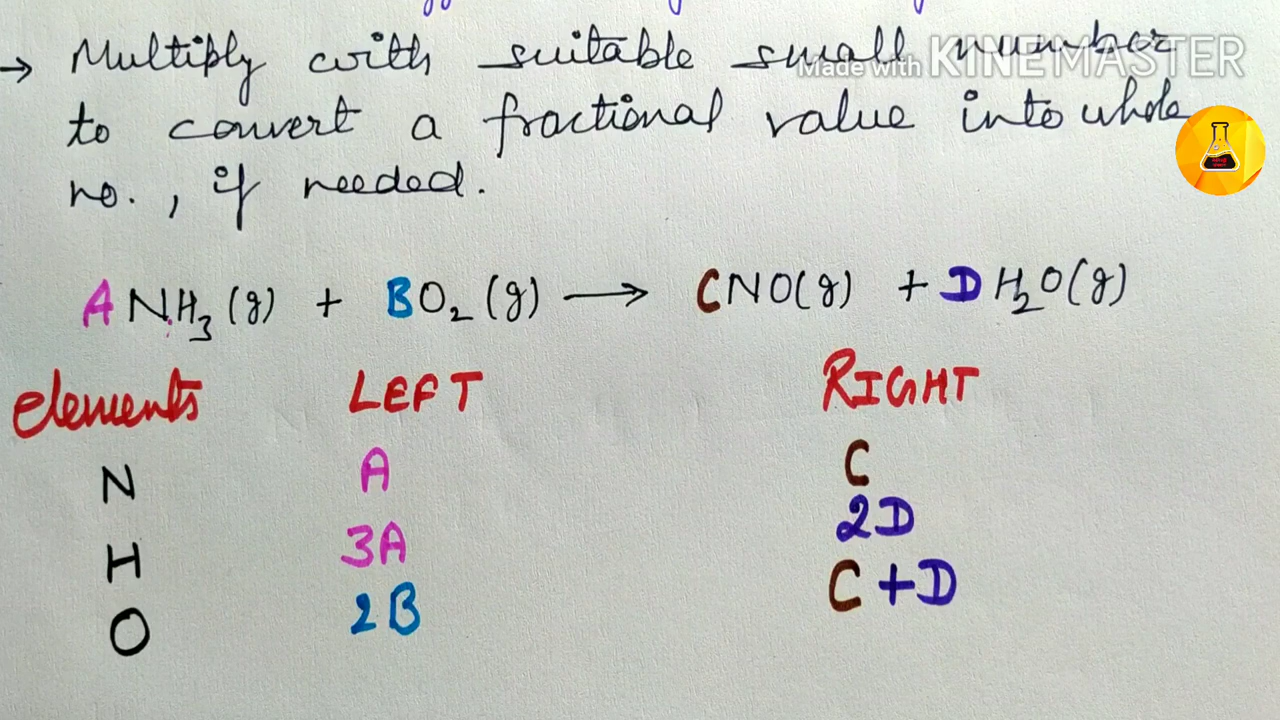 → Multiply with suitable small number
Made with KINEMASTER
to convert a fractional value into whole
no., if needed.
A NH₃ (g) + B O₂ (g) → C NO(g) + D H₂O(g)
Elements LEFT RIGHT
N A C
H 3A 2D
O 2B C + D